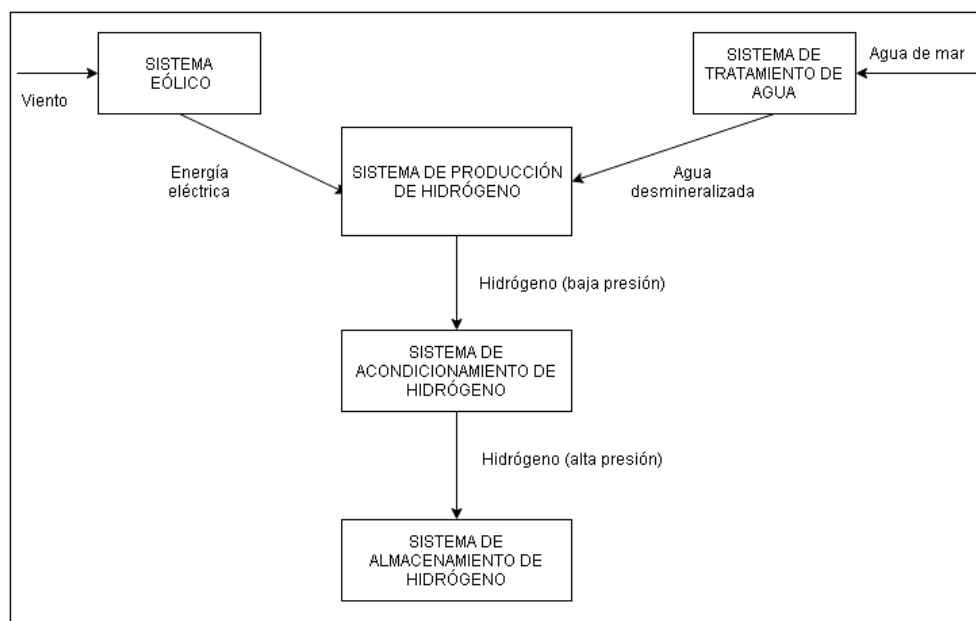 SISTEMA
EÓLICO
Viento
SISTEMA DE
TRATAMIENTO DE
AGUA
Agua de mar
Energía
eléctrica
SISTEMA DE PRODUCCIÓN
DE HIDRÓGENO
Agua
desmineralizada
Hidrógeno (baja presión)
SISTEMA DE
ACONDICIONAMIENTO DE
HIDRÓGENO
Hidrógeno (alta presión)
SISTEMA DE
ALMACENAMIENTO DE
HIDRÓGENO